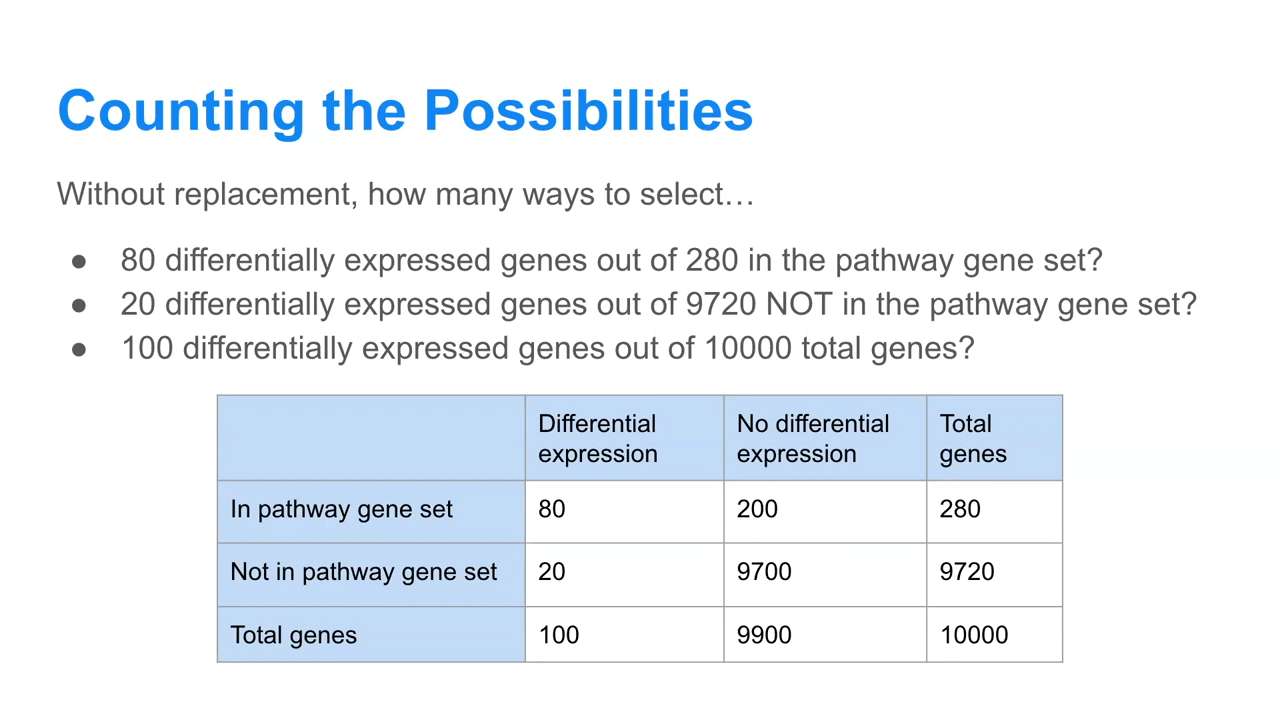 Counting the Possibilities
Without replacement, how many ways to select…
● 80 differentially expressed genes out of 280 in the pathway gene set?
● 20 differentially expressed genes out of 9720 NOT in the pathway gene set?
● 100 differentially expressed genes out of 10000 total genes?
Differential expression No differential expression Total genes
In pathway gene set 80 200 280
Not in pathway gene set 20 9700 9720
Total genes 100 9900 10000